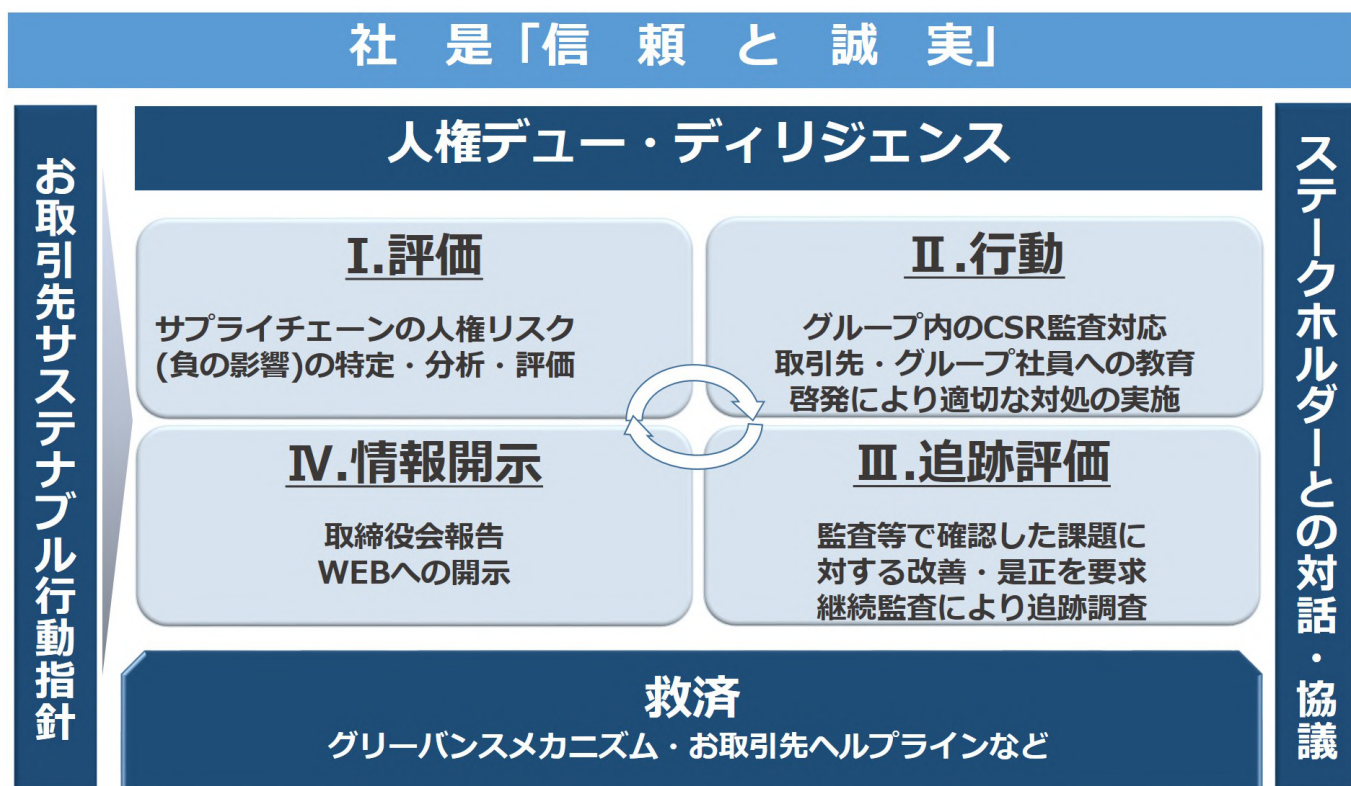 社 是「信 頼 と 誠 実」
お取引先サステナブル行動指針
人権デュー・ディリジェンス
Ⅰ.評価
サプライチェーンの人権リスク
(負の影響)の特定・分析・評価
Ⅱ.行動
グループ内のCSR監査対応
取引先・グループ社員への教育
啓発により適切な対処の実施
Ⅳ.情報開示
取締役会報告
WEBへの開示
Ⅲ.追跡評価
監査等で確認した課題に
対する改善・是正を要求
継続監査により追跡調査
救済
グリーバンスメカニズム・お取引先ヘルプラインなど
ステークホルダーとの対話・協議